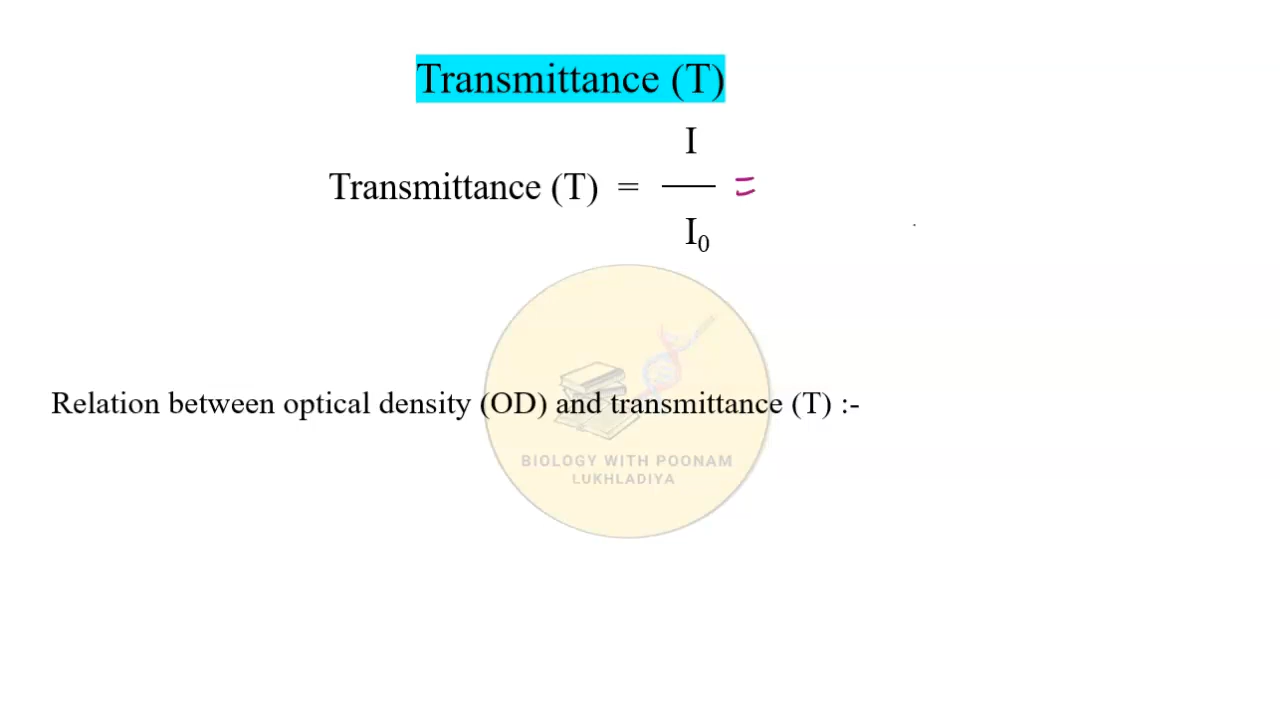 Transmittance (T)
I
Transmittance (T) = — =
I₀
Relation between optical density (OD) and transmittance (T) :-
BIOLOGY WITH POONAM
LUKHLADIYA